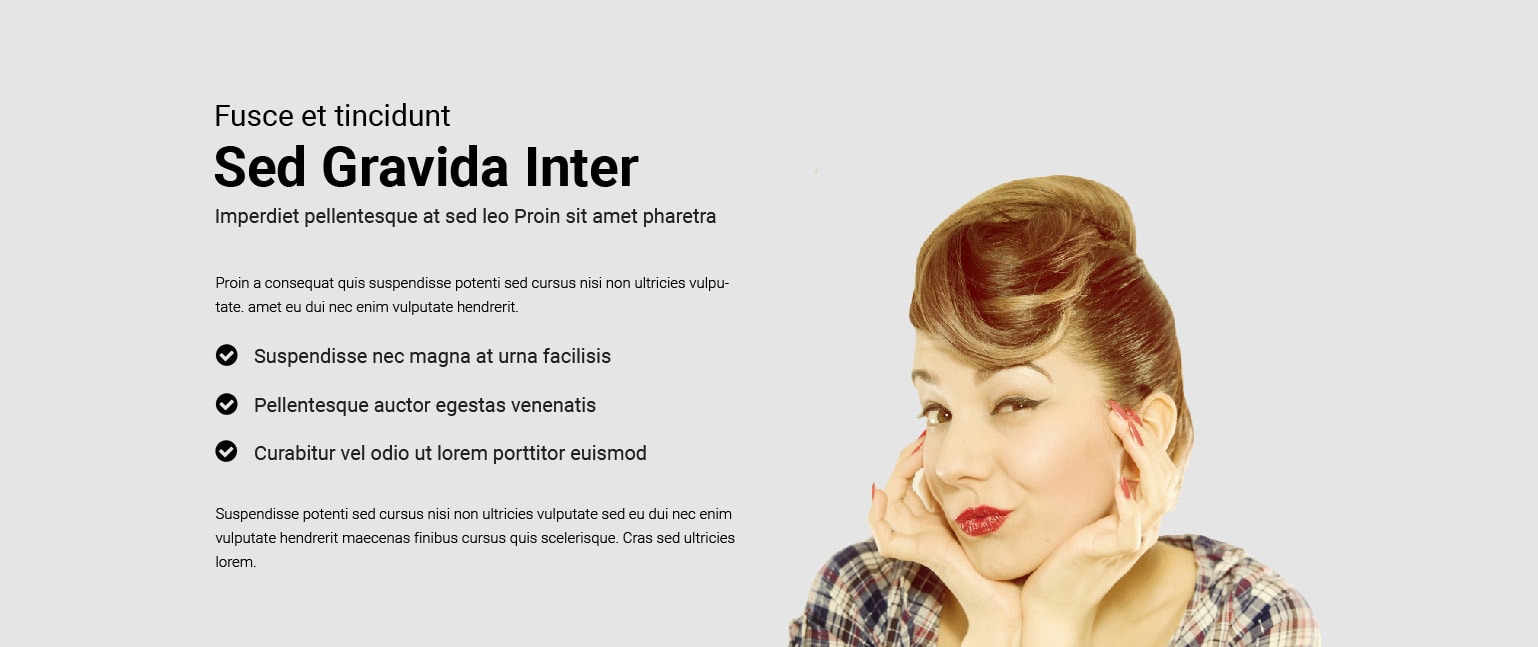 Fusce et tincidunt
Sed Gravida Inter
Imperdiet pellentesque at sed leo Proin sit amet pharetra
Proin a consequat quis suspendisse potenti sed cursus nisi non ultricies vulpu-
tate. amet eu dui nec enim vulputate hendrerit.
Suspendisse nec magna at urna facilisis
Pellentesque auctor egestas venenatis
Curabitur vel odio ut lorem porttitor euismod
Suspendisse potenti sed cursus nisi non ultricies vulputate sed eu dui nec enim
vulputate hendrerit maecenas finibus cursus quis scelerisque. Cras sed ultricies
lorem.